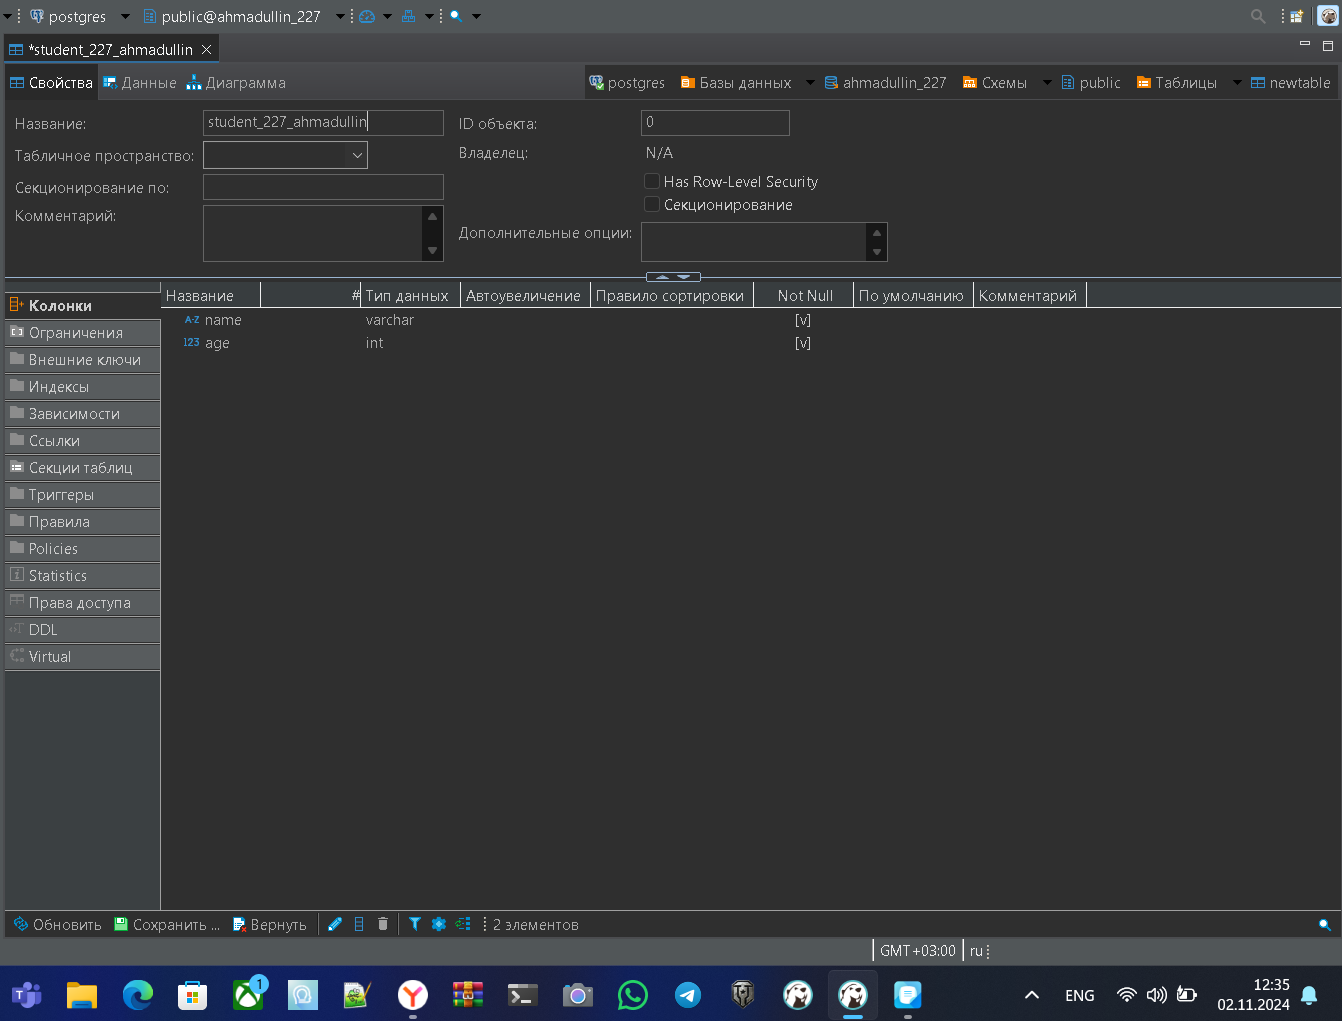 postgres public@ahmadullin_227
*student_227_ahmadullin
Свойства Данные Диаграмма postgres Базы данных ahmadullin_227 Схемы public Таблицы newtable
Название: student_227_ahmadullin ID объекта: 0
Табличное пространство: Владелец: N/A
Has Row-Level Security
Секционирование по:
Секционирование
Комментарий:
Дополнительные опции:
Название # Тип данных Автоувеличение Правило сортировки Not Null По умолчанию Комментарий
A-Z name varchar [v]
123 age int [v]
Колонки
Ограничения
Внешние ключи
Индексы
Зависимости
Ссылки
Секции таблиц
Триггеры
Правила
Policies
Statistics
Права доступа
DDL
Virtual
Обновить Сохранить ... Вернуть 2 элементов
GMT+03:00 ru
1
ENG 12:35
02.11.2024